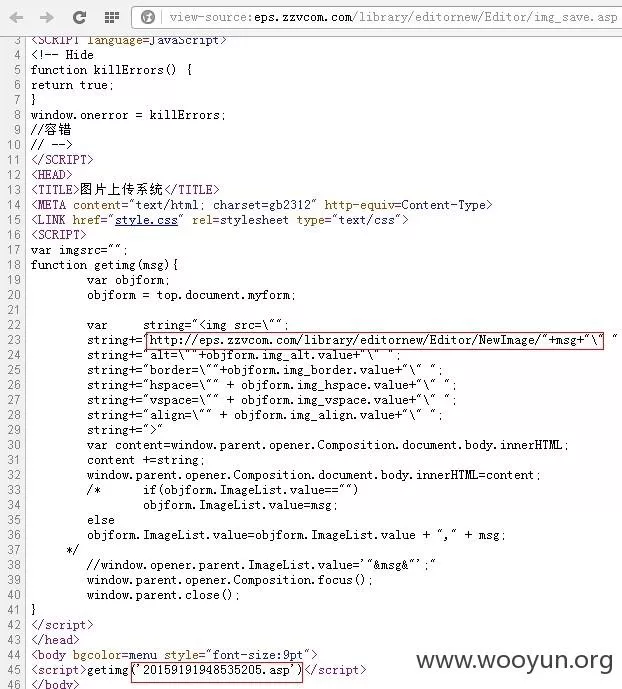 view-source:eps.zzvcom.com/library/editornew/Editor/img_save.asp
3 <SCRIPT language=JavaScript>
4 <!-- Hide
5 function killErrors() {
6 return true;
7 }
8 window.onerror = killErrors;
9 //容错
10 // -->
11 </SCRIPT>
12 <HEAD>
13 <TITLE>图片上传系统</TITLE>
14 <META content="text/html; charset=gb2312" http-equiv=Content-Type>
15 <LINK href="style.css" rel=stylesheet type="text/css">
16 <SCRIPT>
17 var imgsrc="";
18 function getimg(msg){
19 var objform;
20 objform = top.document.myform;
21
22 var string="<img src=\"";
23 string+="http://eps.zzvcom.com/library/editornew/Editor/NewImage/"+msg+"\" "
24 string+="alt=\""+objform.img_alt.value+"\" ";
25 string+="border=\""+objform.img_border.value+"\" ";
26 string+="hspace=\"" + objform.img_hspace.value+"\" ";
27 string+="vspace=\"" + objform.img_vspace.value+"\" ";
28 string+="align=\"" + objform.img_align.value+"\" ";
29 string+=">"
30 var content=window.parent.opener.Composition.document.body.innerHTML;
31 content +=string;
32 window.parent.opener.Composition.document.body.innerHTML=content;
33 /* if(objform.ImageList.value=="")
34 objform.ImageList.value=msg;
35 else
36 objform.ImageList.value=objform.ImageList.value + "," + msg;
37 */
38 //window.opener.parent.ImageList.value='"&msg&"';"
39 window.parent.opener.Composition.focus();
40 window.parent.close();
41 }
42 </script>
43 </head>
44 <body bgcolor=menu style="font-size:9pt">
45 <script>getimg('20159191948535205.asp')</script>
46 </body>
www.wooyun.org